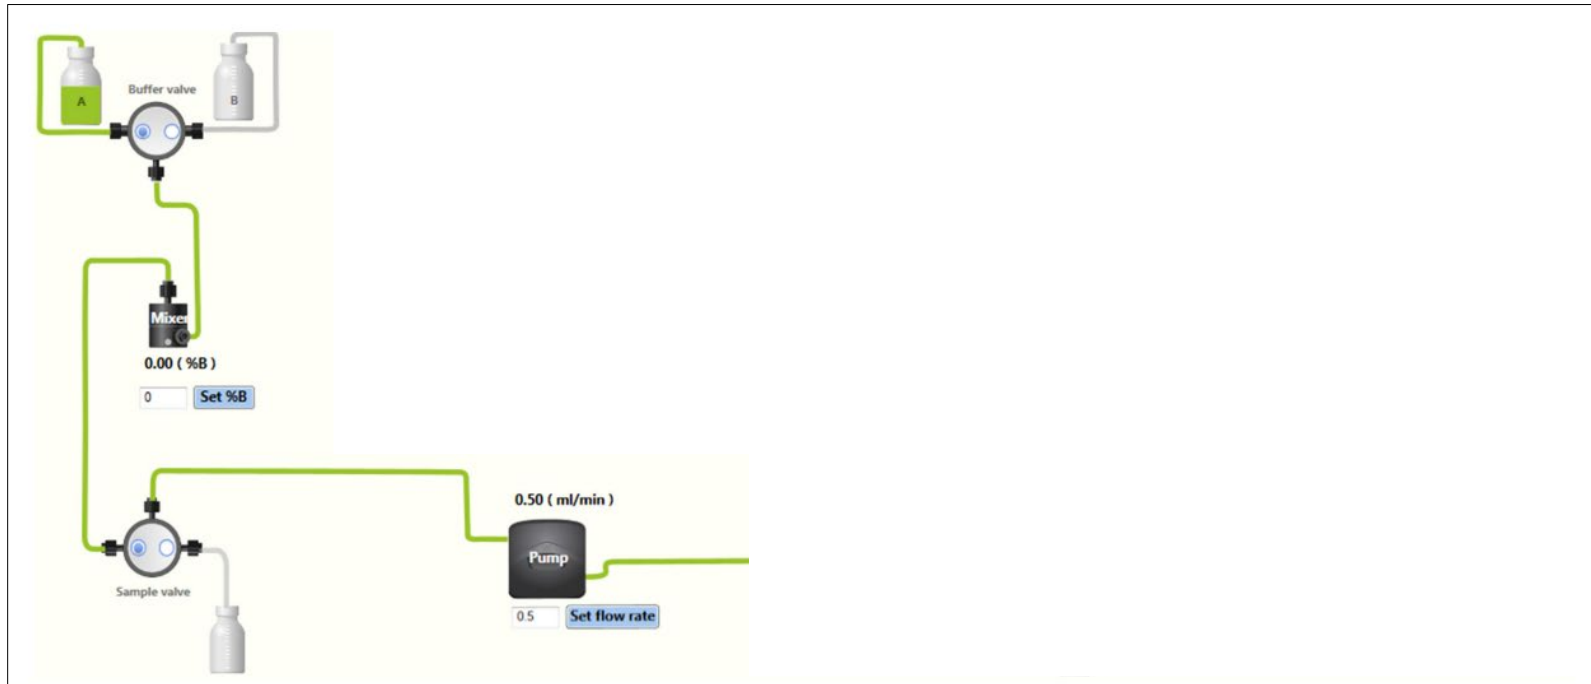 Buffer valve
A
B
Mixer
0.00 ( %B )
0
Set %B
0.50 ( ml/min )
Pump
Sample valve
0.5
Set flow rate